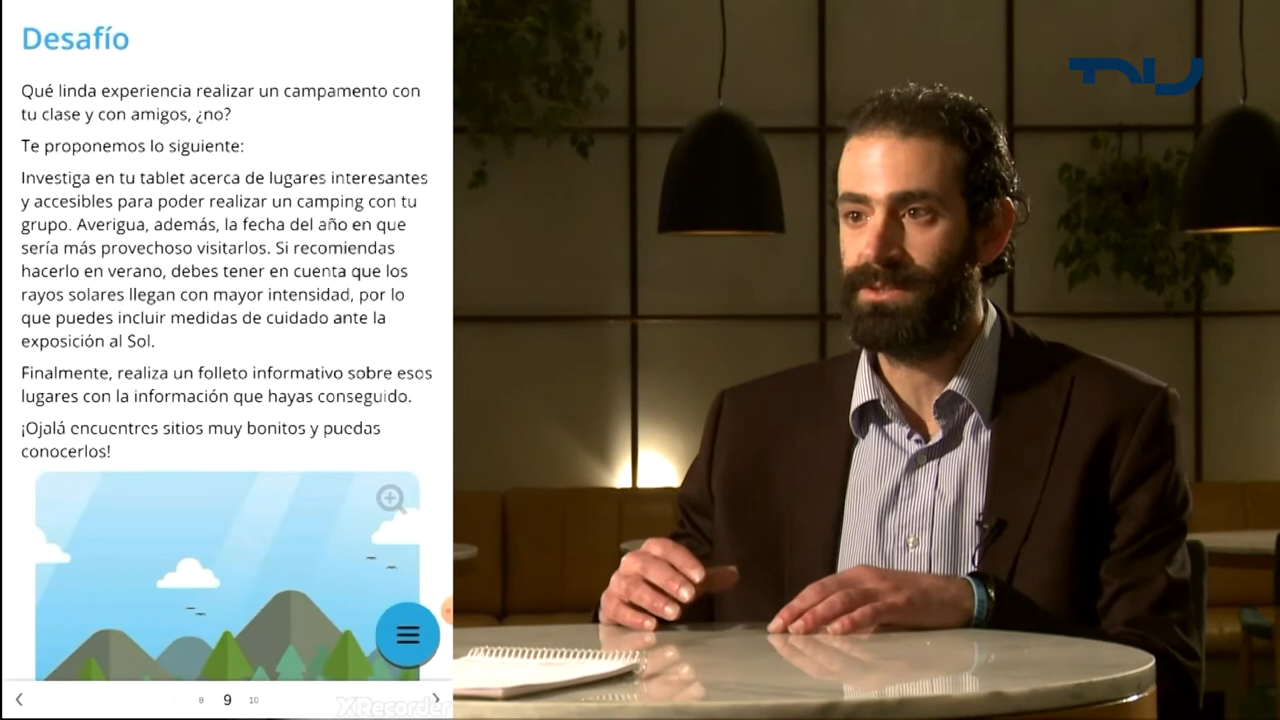 Desafío
Qué linda experiencia realizar un campamento con
tu clase y con amigos, ¿no?
Te proponemos lo siguiente:
Investiga en tu tablet acerca de lugares interesantes
y accesibles para poder realizar un camping con tu
grupo. Averigua, además, la fecha del año en que
sería más provechoso visitarlos. Si recomiendas
hacerlo en verano, debes tener en cuenta que los
rayos solares llegan con mayor intensidad, por lo
que puedes incluir medidas de cuidado ante la
exposición al Sol.
Finalmente, realiza un folleto informativo sobre esos
lugares con la información que hayas conseguido.
¡Ojalá encuentres sitios muy bonitos y puedas
conocerlos!
8 9 10
XRecorder
TNU